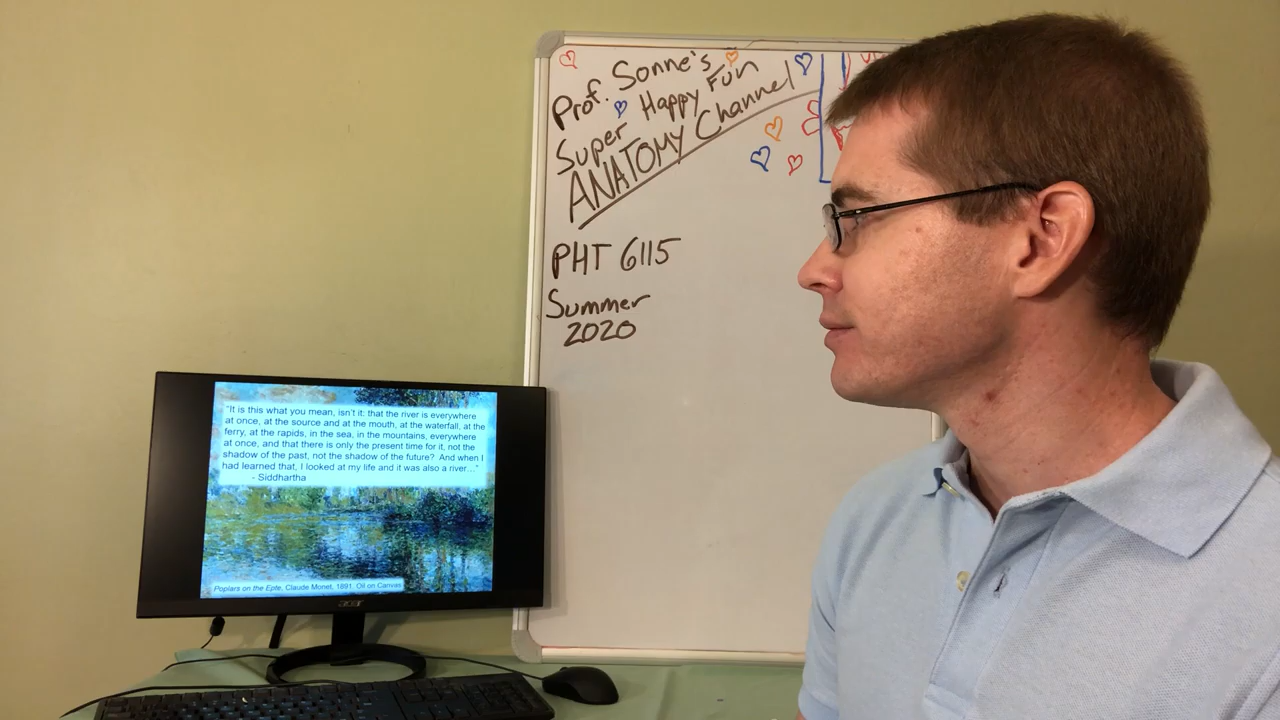 Prof. Sonne's
Super Happy Fun
ANATOMY Channel
PHT 6115
Summer
2020
"It is this what you mean, isn't it: that the river is everywhere
at once, at the source and at the mouth, at the waterfall, at the
ferry, at the rapids, in the sea, in the mountains, everywhere
at once, and that there is only the present time for it, not the
shadow of the past, not the shadow of the future? And when I
had learned that, I looked at my life and it was also a river..."
- Siddhartha
Poplars on the Epte, Claude Monet, 1891. Oil on Canvas
acer